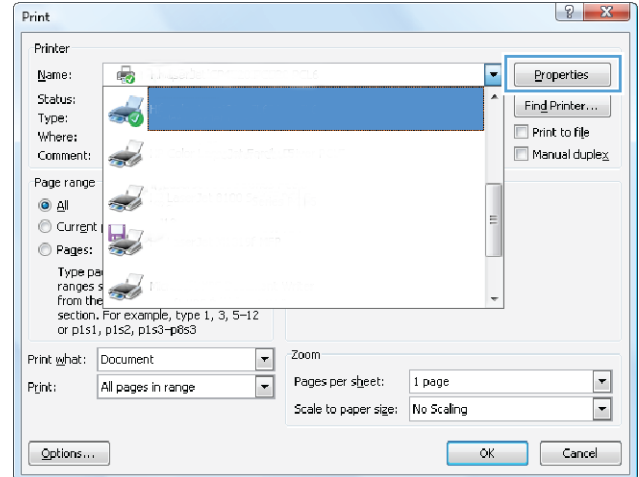 Print
Printer
Name:
Properties
Status:
Find Printer...
Type:
Where:
Print to file
Comment:
Manual duplex
Page range
All
Current
Pages:
Type
ranges
from the
section. For example, type 1, 3, 5–12
or p1s1, p1s2, p1s3–p8s3
Print what: Document
Print: All pages in range
Zoom
Pages per sheet: 1 page
Scale to paper size: No Scaling
Options...
OK
Cancel